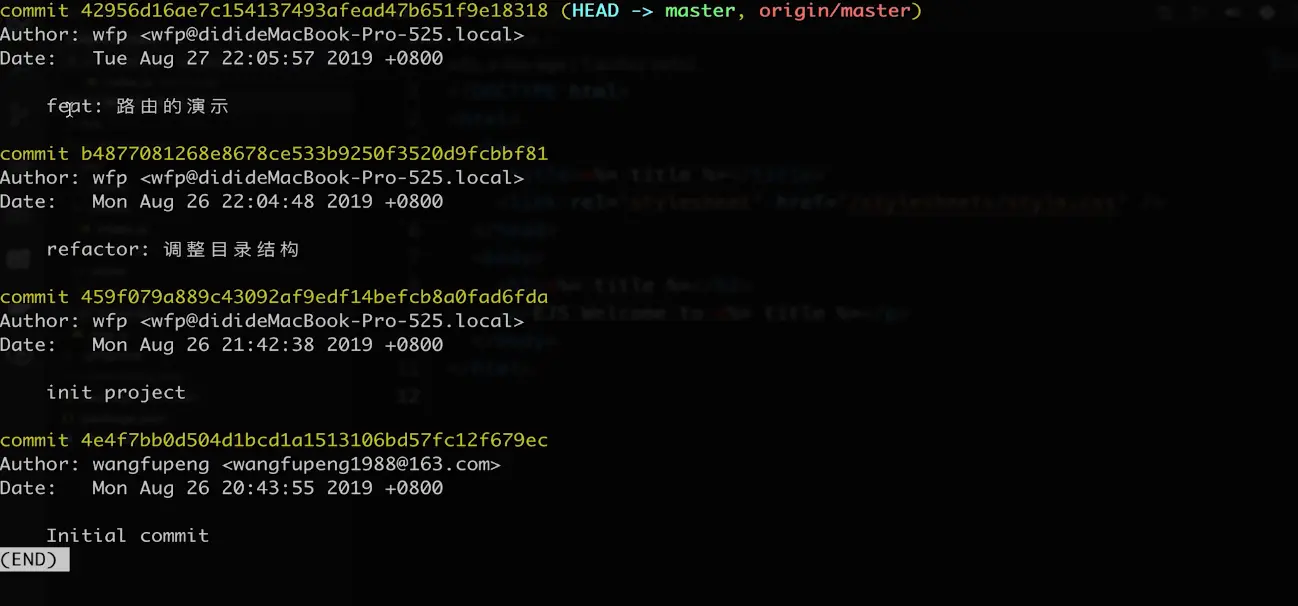 commit 42956d16ae7c154137493afead47b651f9e18318 (HEAD -> master, origin/master)
Author: wfp <wfp@didideMacBook-Pro-525.local>
Date:   Tue Aug 27 22:05:57 2019 +0800
feat: 路由的演示
commit b4877081268e8678ce533b9250f3520d9fcbbf81
Author: wfp <wfp@didideMacBook-Pro-525.local>
Date:   Mon Aug 26 22:04:48 2019 +0800
refactor: 调整目录结构
commit 459f079a889c43092af9edf14befcb8a0fad6fda
Author: wfp <wfp@didideMacBook-Pro-525.local>
Date:   Mon Aug 26 21:42:38 2019 +0800
init project
commit 4e4f7bb0d504d1bcd1a1513106bd57fc12f679ec
Author: wangfupeng <wangfupeng1988@163.com>
Date:   Mon Aug 26 20:43:55 2019 +0800
Initial commit
(END)